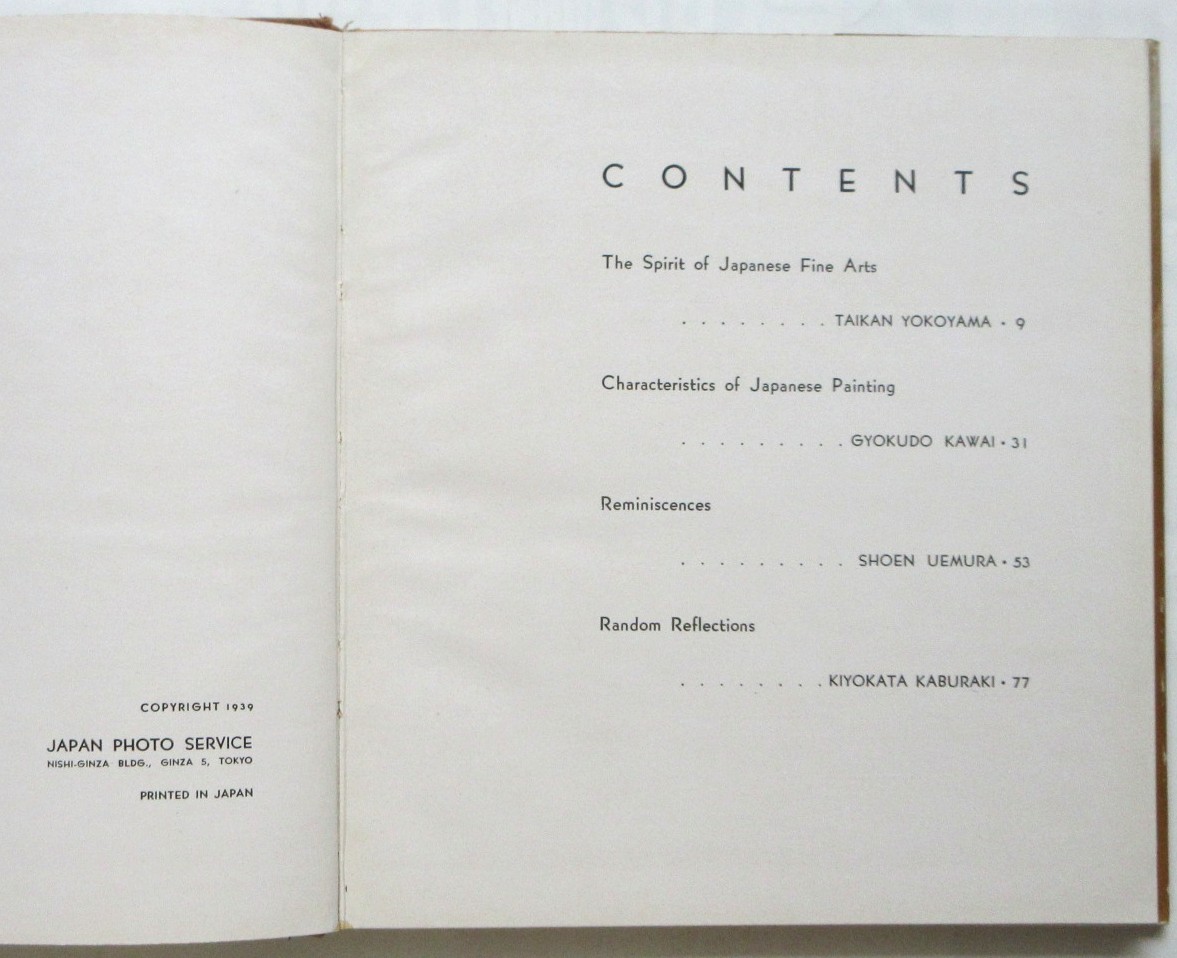 COPYRIGHT 1939
JAPAN PHOTO SERVICE
NISHI-GINZA BLDG., GINZA 5, TOKYO
PRINTED IN JAPAN
CONTENTS
The Spirit of Japanese Fine Arts
. . . . . . . . TAIKAN YOKOYAMA · 9
Characteristics of Japanese Painting
. . . . . . . . . GYOKUDO KAWAI · 31
Reminiscences
. . . . . . . . . SHOEN UEMURA · 53
Random Reflections
. . . . . . . . KIYOKATA KABURAKI · 77